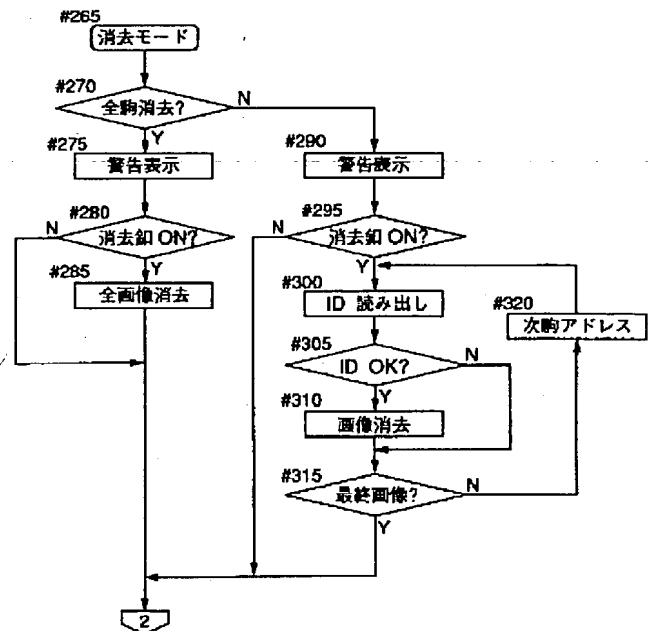 #265
消去モード
#270
全駒消去?
N
Y
#275
警告表示
#290
警告表示
#280
N
消去釦 ON?
Y
#295
N
消去釦 ON?
Y
#285
全画像消去
#300
ID 読み出し
#320
次駒アドレス
#305
ID OK?
N
Y
#310
画像消去
#315
最終画像?
N
Y
2